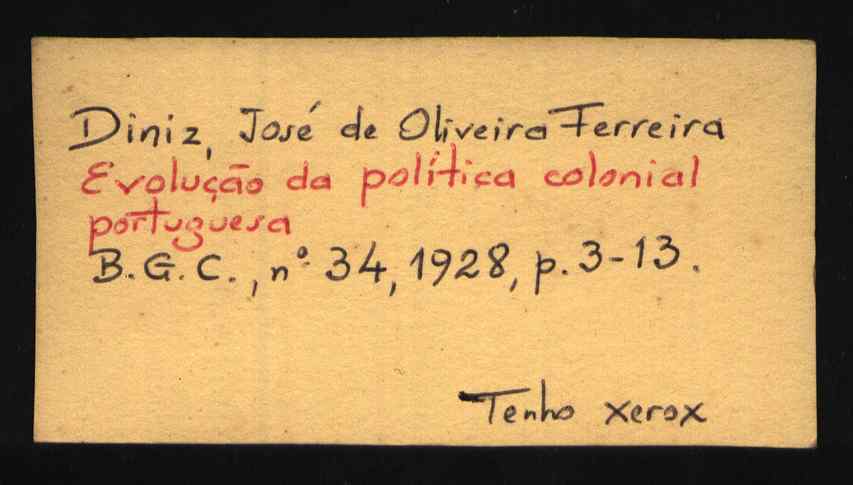 Diniz, José de Oliveira Ferreira
Evolução da política colonial
portuguesa
B.G.C., nº 34, 1928, p. 3-13.
Tenho xerox